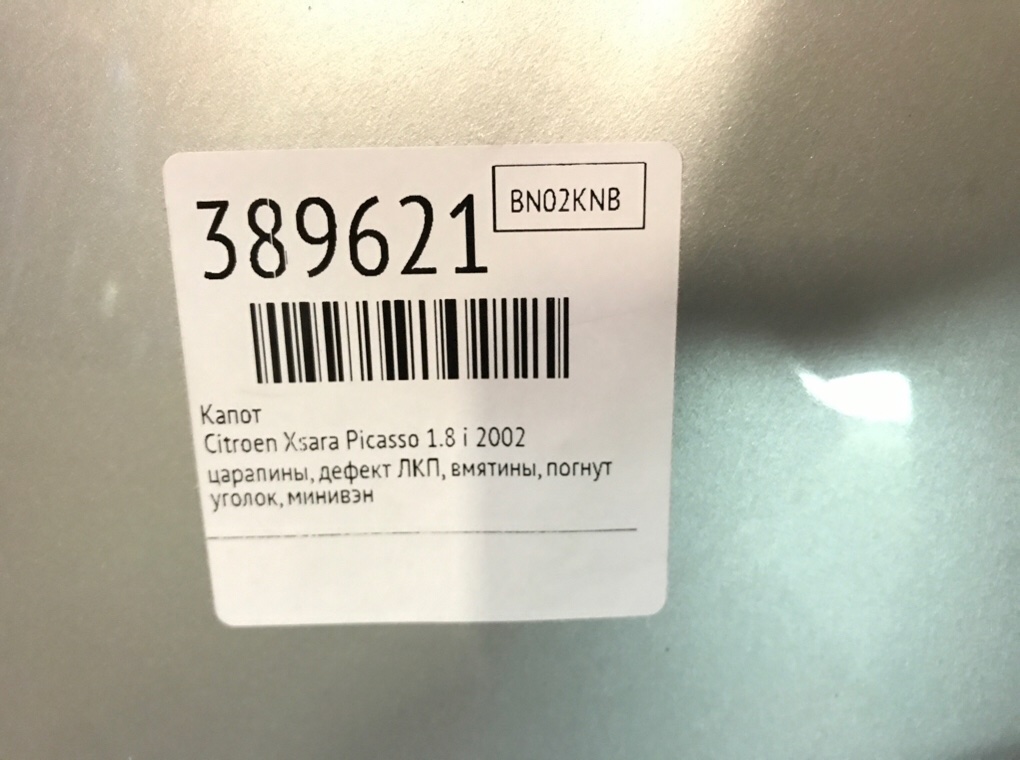 389621
BN02KNB
Капот
Citroen Xsara Picasso 1.8 i 2002
царапины, дефект ЛКП, вмятины, погнут
уголок, минивэн